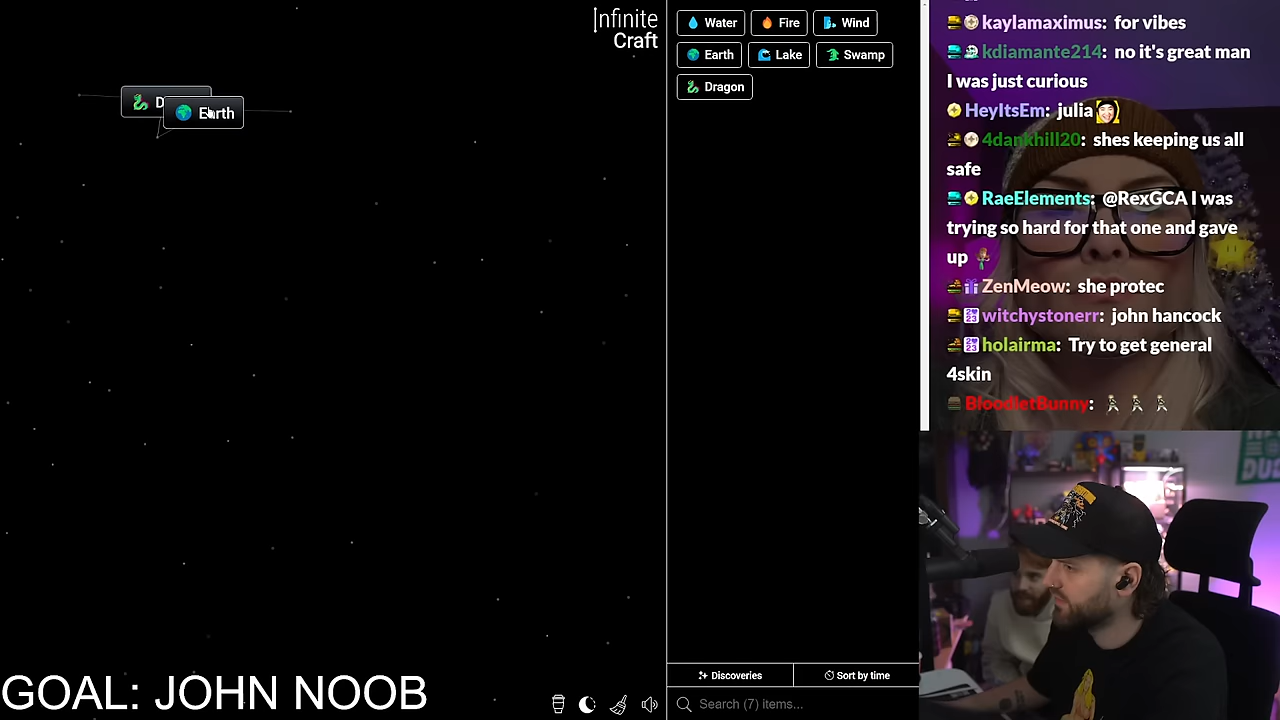 Infinite
Craft
D
Earth
Water
Fire
Wind
Earth
Lake
Swamp
Dragon
Discoveries
Sort by time
Search (7) items...
GOAL: JOHN NOOB
kaylamaximus: for vibes
kdiamante214: no it's great man
I was just curious
HeyItsEm: julia
4dankhill20: shes keeping us all
safe
RaeElements: @RexGCA I was
trying so hard for that one and gave
up
ZenMeow: she protec
witchystonerr: john hancock
holairma: Try to get general
4skin
BloodletBunny: